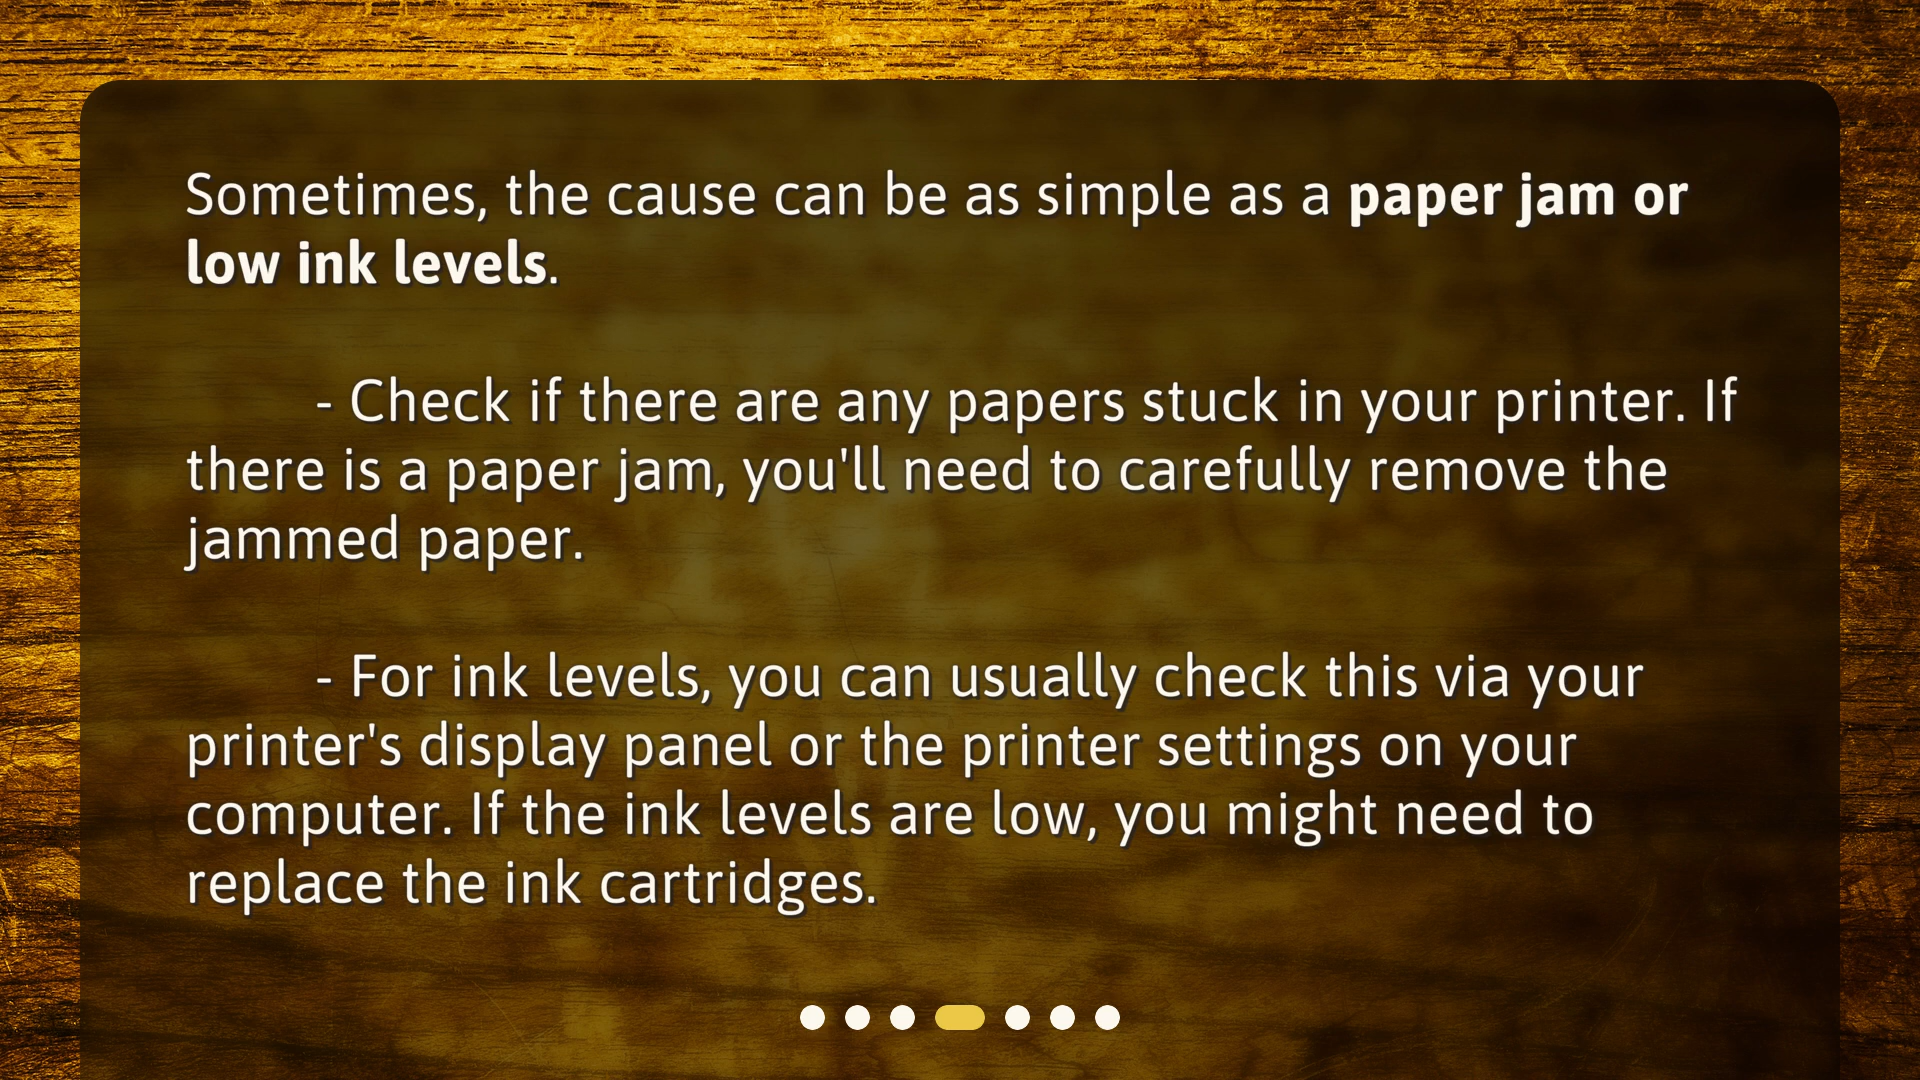 Sometimes, the cause can be as simple as a paper jam or
low ink levels.
- Check if there are any papers stuck in your printer. If
there is a paper jam, you'll need to carefully remove the
jammed paper.
- For ink levels, you can usually check this via your
printer's display panel or the printer settings on your
computer. If the ink levels are low, you might need to
replace the ink cartridges.